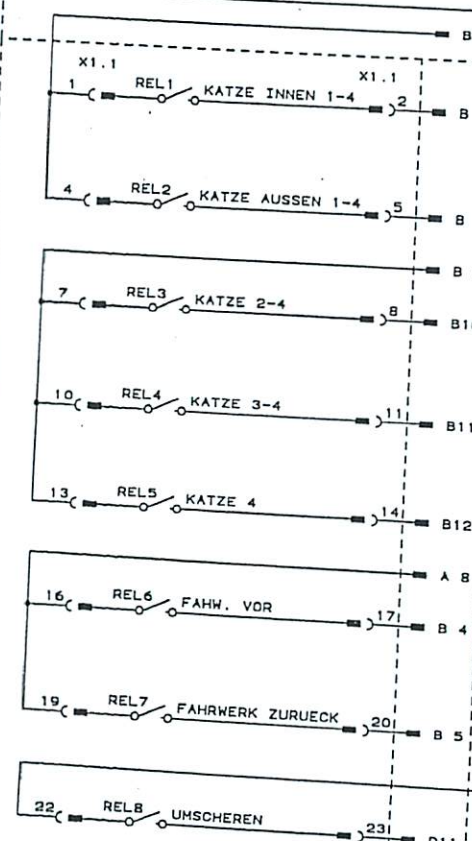 B
X1.1 X1.1
1 REL1 KATZE INNEN 1-4 2 B
4 REL2 KATZE AUSSEN 1-4 5 B
B
7 REL3 KATZE 2-4 8 B1
10 REL4 KATZE 3-4 11 B11
13 REL5 KATZE 4 14 B12
A 8
16 REL6 FAHW. VOR 17 B 4
19 REL7 FAHRWERK ZURUECK 20 B 5
22 REL8 UMSCHEREN 23